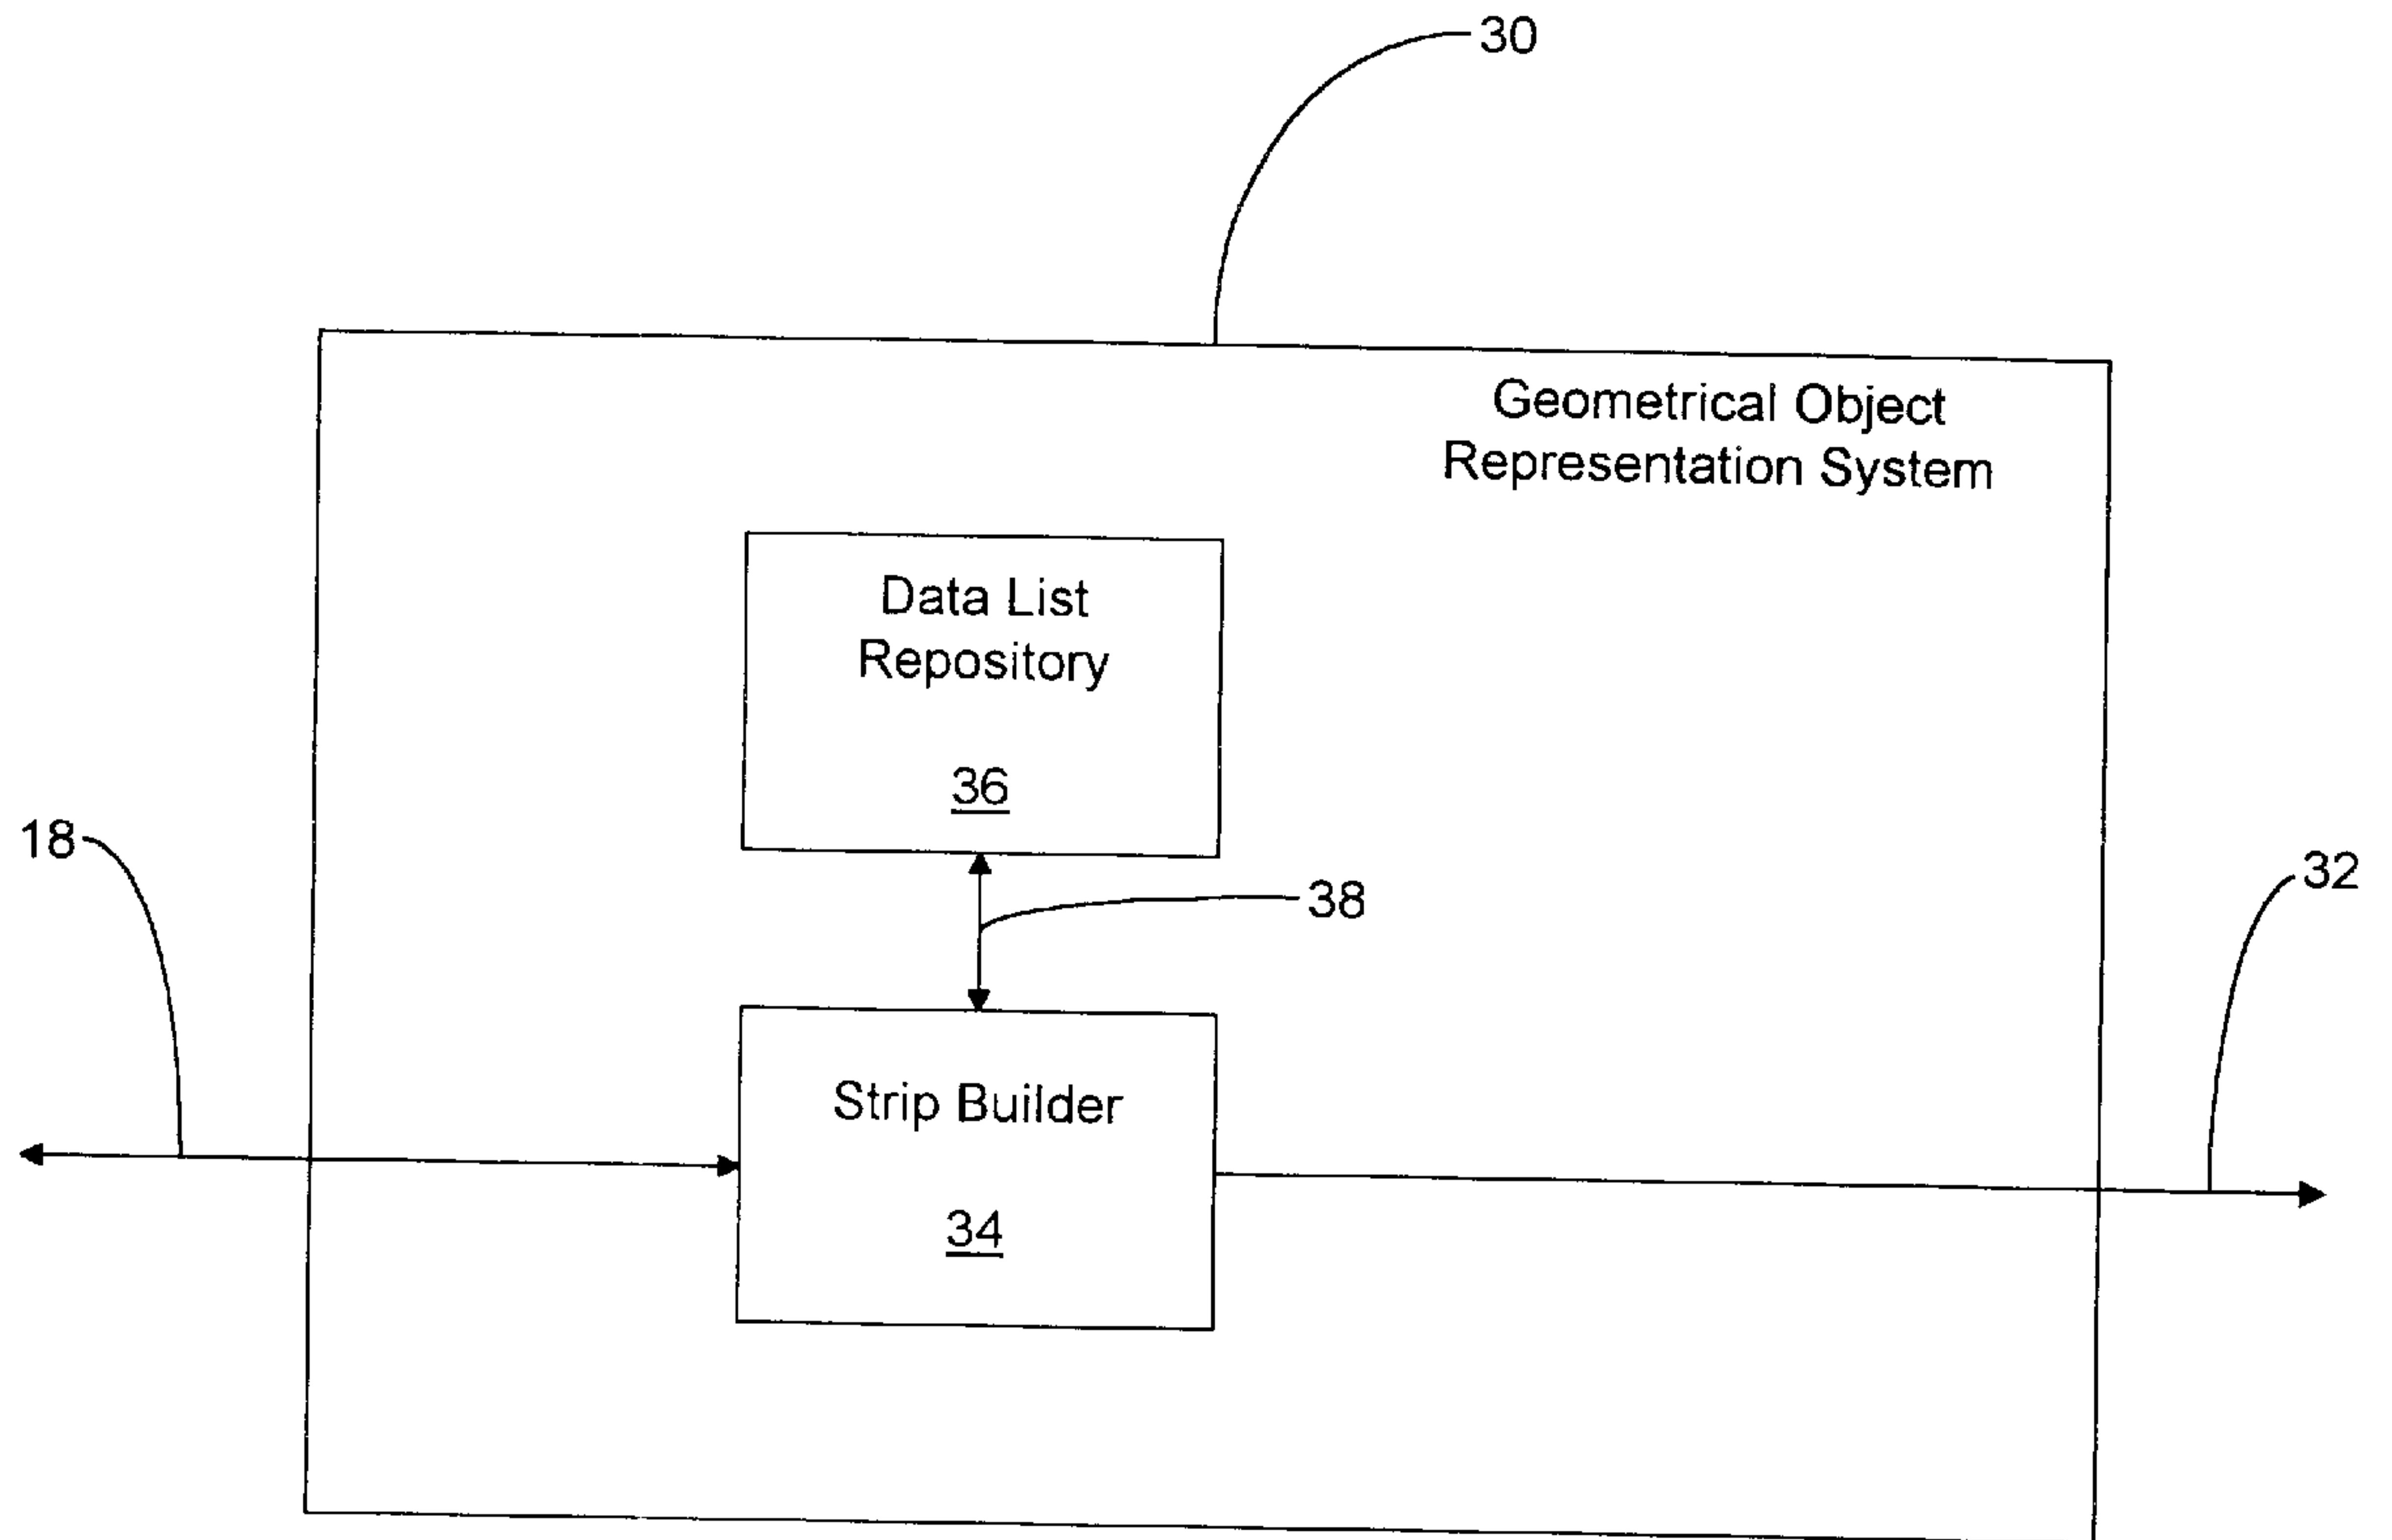 30
Geometrical Object
Representation System
Data List
Repository
36
18
38
32
Strip Builder
34